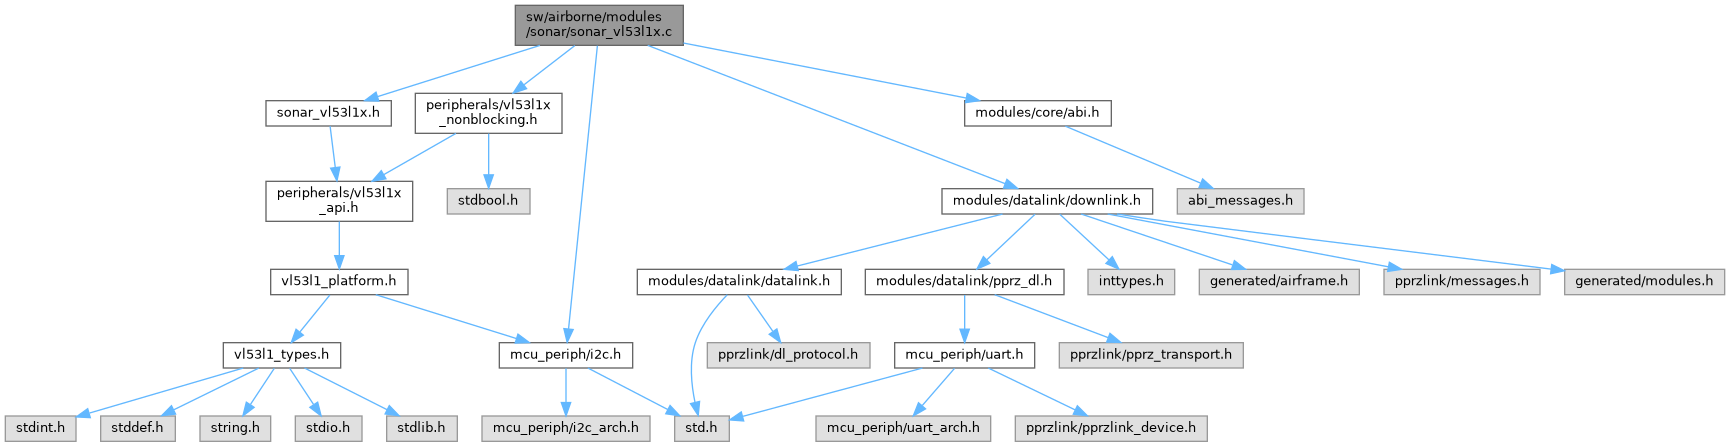 sw/airborne/modules
/sonar/sonar_vl53l1x.c
sonar_vl53l1x.h
peripherals/vl53l1x
_nonblocking.h
modules/core/abi.h
peripherals/vl53l1x
_api.h
stdbool.h
modules/datalink/downlink.h
abi_messages.h
vl53l1_platform.h
modules/datalink/datalink.h
modules/datalink/pprz_dl.h
inttypes.h
generated/airframe.h
pprzlink/messages.h
generated/modules.h
vl53l1_types.h
mcu_periph/i2c.h
pprzlink/dl_protocol.h
mcu_periph/uart.h
pprzlink/pprz_transport.h
stdint.h
stddef.h
string.h
stdio.h
stdlib.h
mcu_periph/i2c_arch.h
std.h
mcu_periph/uart_arch.h
pprzlink/pprzlink_device.h